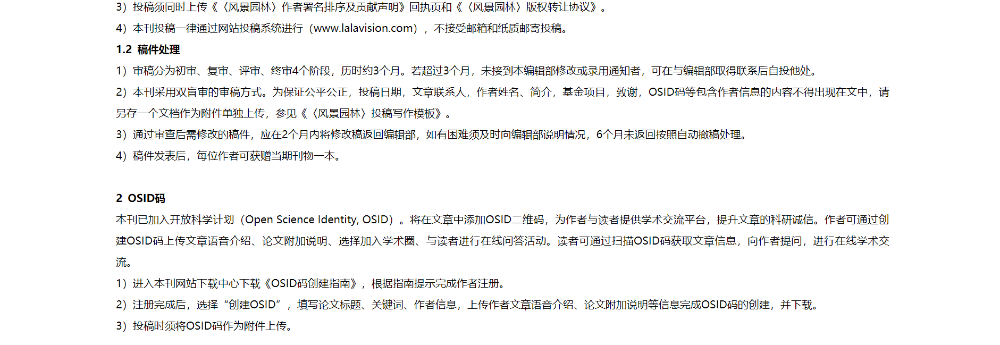 3）投稿须同时上传《〈风景园林〉作者署名排序及贡献声明》回执页和《〈风景园林〉版权转让协议》。
4）本刊投稿一律通过网站投稿系统进行（www.lalavision.com），不接受邮箱和纸质邮寄投稿。
1.2 稿件处理
1）审稿分为初审、复审、评审、终审4个阶段，历时约3个月。若超过3个月，未接到本编辑部修改或录用通知者，可在与编辑部取得联系后自投他处。
2）本刊采用双盲审的审稿方式。为保证公平公正，投稿日期，文章联系人，作者姓名、简介，基金项目，致谢，OSID码等包含作者信息的内容不得出现在文中，请
另存一个文档作为附件单独上传，参见《〈风景园林〉投稿写作模板》。
3）通过审查后需修改的稿件，应在2个月内将修改稿返回编辑部，如有困难须及时向编辑部说明情况，6个月未返回按照自动撤稿处理。
4）稿件发表后，每位作者可获赠当期刊物一本。
2 OSID码
本刊已加入开放科学计划（Open Science Identity, OSID）。将在文章中添加OSID二维码，为作者与读者提供学术交流平台，提升文章的科研诚信。作者可通过创
建OSID码上传文章语音介绍、论文附加说明、选择加入学术圈、与读者进行在线问答活动。读者可通过扫描OSID码获取文章信息，向作者提问，进行在线学术交
流。
1）进入本刊网站下载中心下载《OSID码创建指南》，根据指南提示完成作者注册。
2）注册完成后，选择“创建OSID”，填写论文标题、关键词、作者信息，上传作者文章语音介绍、论文附加说明等信息完成OSID码的创建，并下载。
3）投稿时须将OSID码作为附件上传。